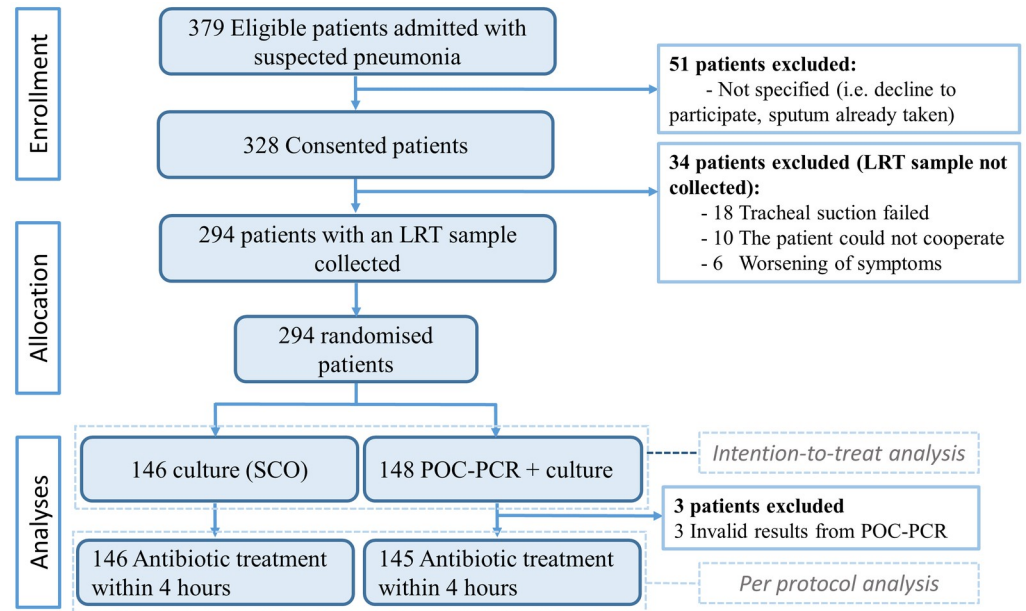 Enrollment
379 Eligible patients admitted with
suspected pneumonia
51 patients excluded:
- Not specified (i.e. decline to
participate, sputum already taken)
328 Consented patients
34 patients excluded (LRT sample not
collected):
- 18 Tracheal suction failed
- 10 The patient could not cooperate
- 6 Worsening of symptoms
Allocation
294 patients with an LRT sample
collected
294 randomised
patients
Analyses
146 culture (SCO)
148 POC-PCR + culture
Intention-to-treat analysis
3 patients excluded
3 Invalid results from POC-PCR
146 Antibiotic treatment
within 4 hours
145 Antibiotic treatment
within 4 hours
Per protocol analysis